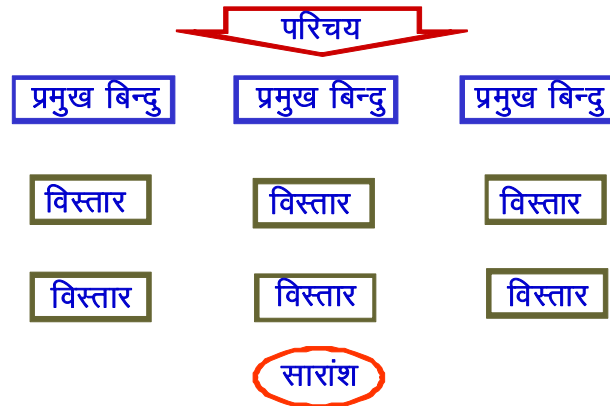 परिचय
प्रमुख बिन्दु प्रमुख बिन्दु प्रमुख बिन्दु
विस्तार विस्तार विस्तार
विस्तार विस्तार विस्तार
सारांश